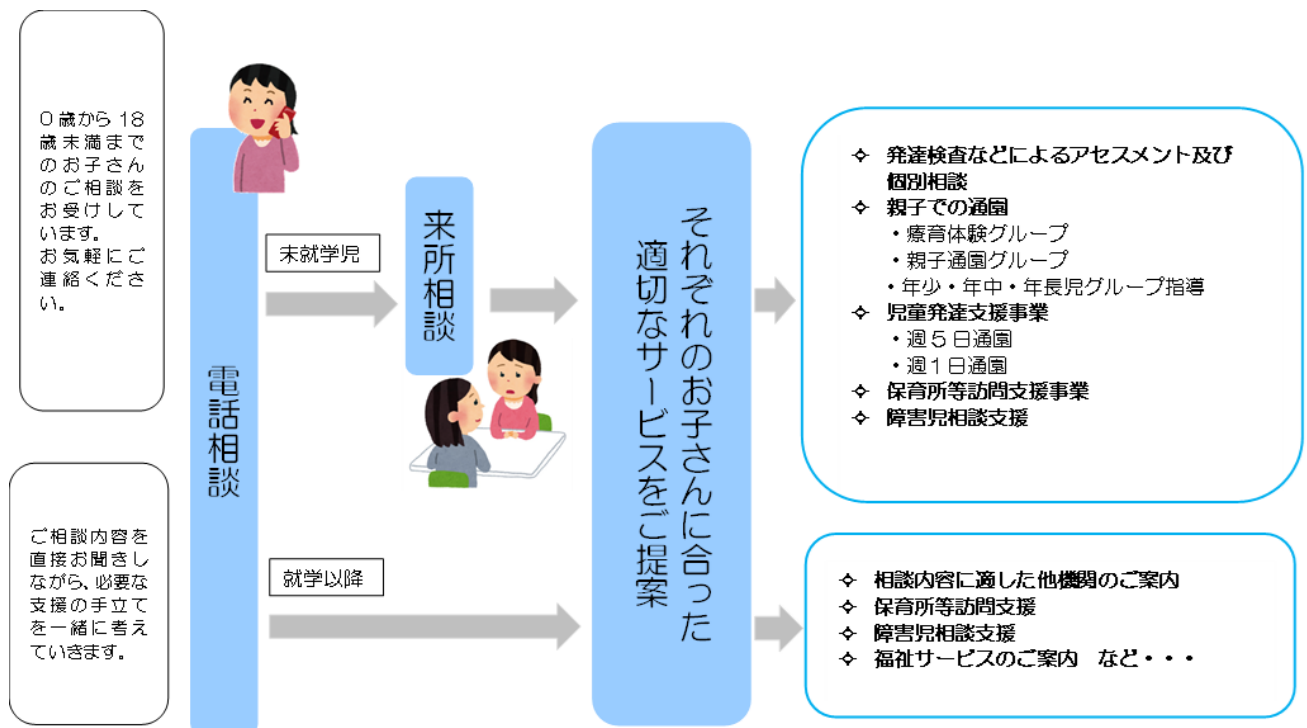 ０歳から 18
歳未満まで
のお子さん
のご相談を
お受けして
います。
お気軽にご
連絡くださ
い。
ご相談内容を
直接お聞きし
ながら、必要な
支援の手立て
を一緒に考え
ていきます。
電話相談
未就学児
来所相談
就学以降
それぞれのお子さんに合った
適切なサービスをご提案
✧ 発達検査などによるアセスメント及び
個別相談
✧ 親子での通園
・療育体験グループ
・親子通園グループ
・年少・年中・年長児グループ指導
✧ 児童発達支援事業
・週５日通園
・週１日通園
✧ 保育所等訪問支援事業
✧ 障害児相談支援
✧ 相談内容に適した他機関のご案内
✧ 保育所等訪問支援
✧ 障害児相談支援
✧ 福祉サービスのご案内　など・・・